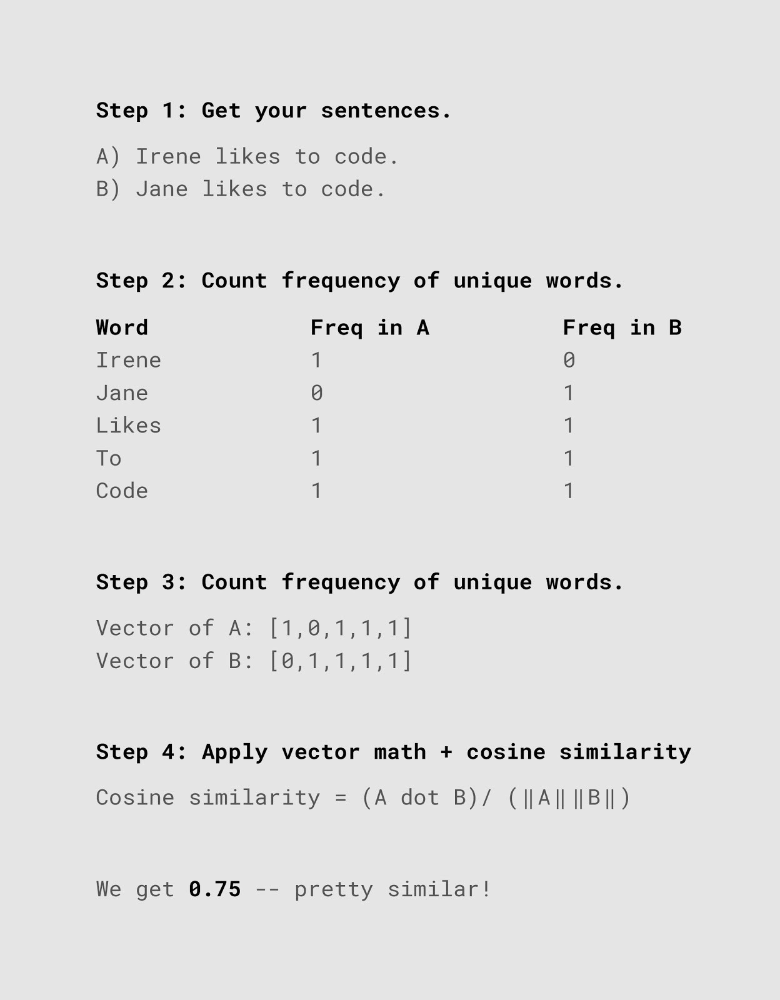 Step 1: Get your sentences.
A) Irene likes to code.
B) Jane likes to code.
Step 2: Count frequency of unique words.
Word Freq in A Freq in B
Irene 1 0
Jane 0 1
Likes 1 1
To 1 1
Code 1 1
Step 3: Count frequency of unique words.
Vector of A: [1,0,1,1,1]
Vector of B: [0,1,1,1,1]
Step 4: Apply vector math + cosine similarity
Cosine similarity = (A dot B)/ (‖A‖‖B‖)
We get 0.75 -- pretty similar!